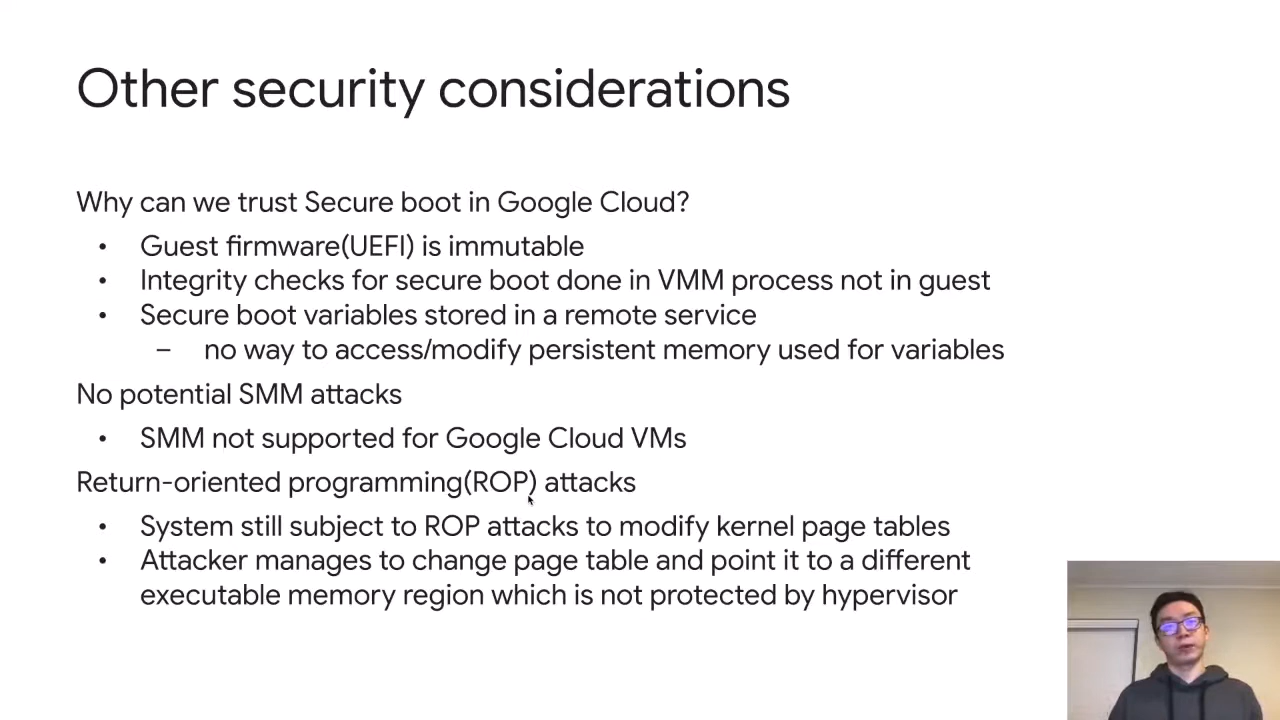 Other security considerations
Why can we trust Secure boot in Google Cloud?
• Guest firmware(UEFI) is immutable
• Integrity checks for secure boot done in VMM process not in guest
• Secure boot variables stored in a remote service
– no way to access/modify persistent memory used for variables
No potential SMM attacks
• SMM not supported for Google Cloud VMs
Return-oriented programming(ROP) attacks
• System still subject to ROP attacks to modify kernel page tables
• Attacker manages to change page table and point it to a different
executable memory region which is not protected by hypervisor